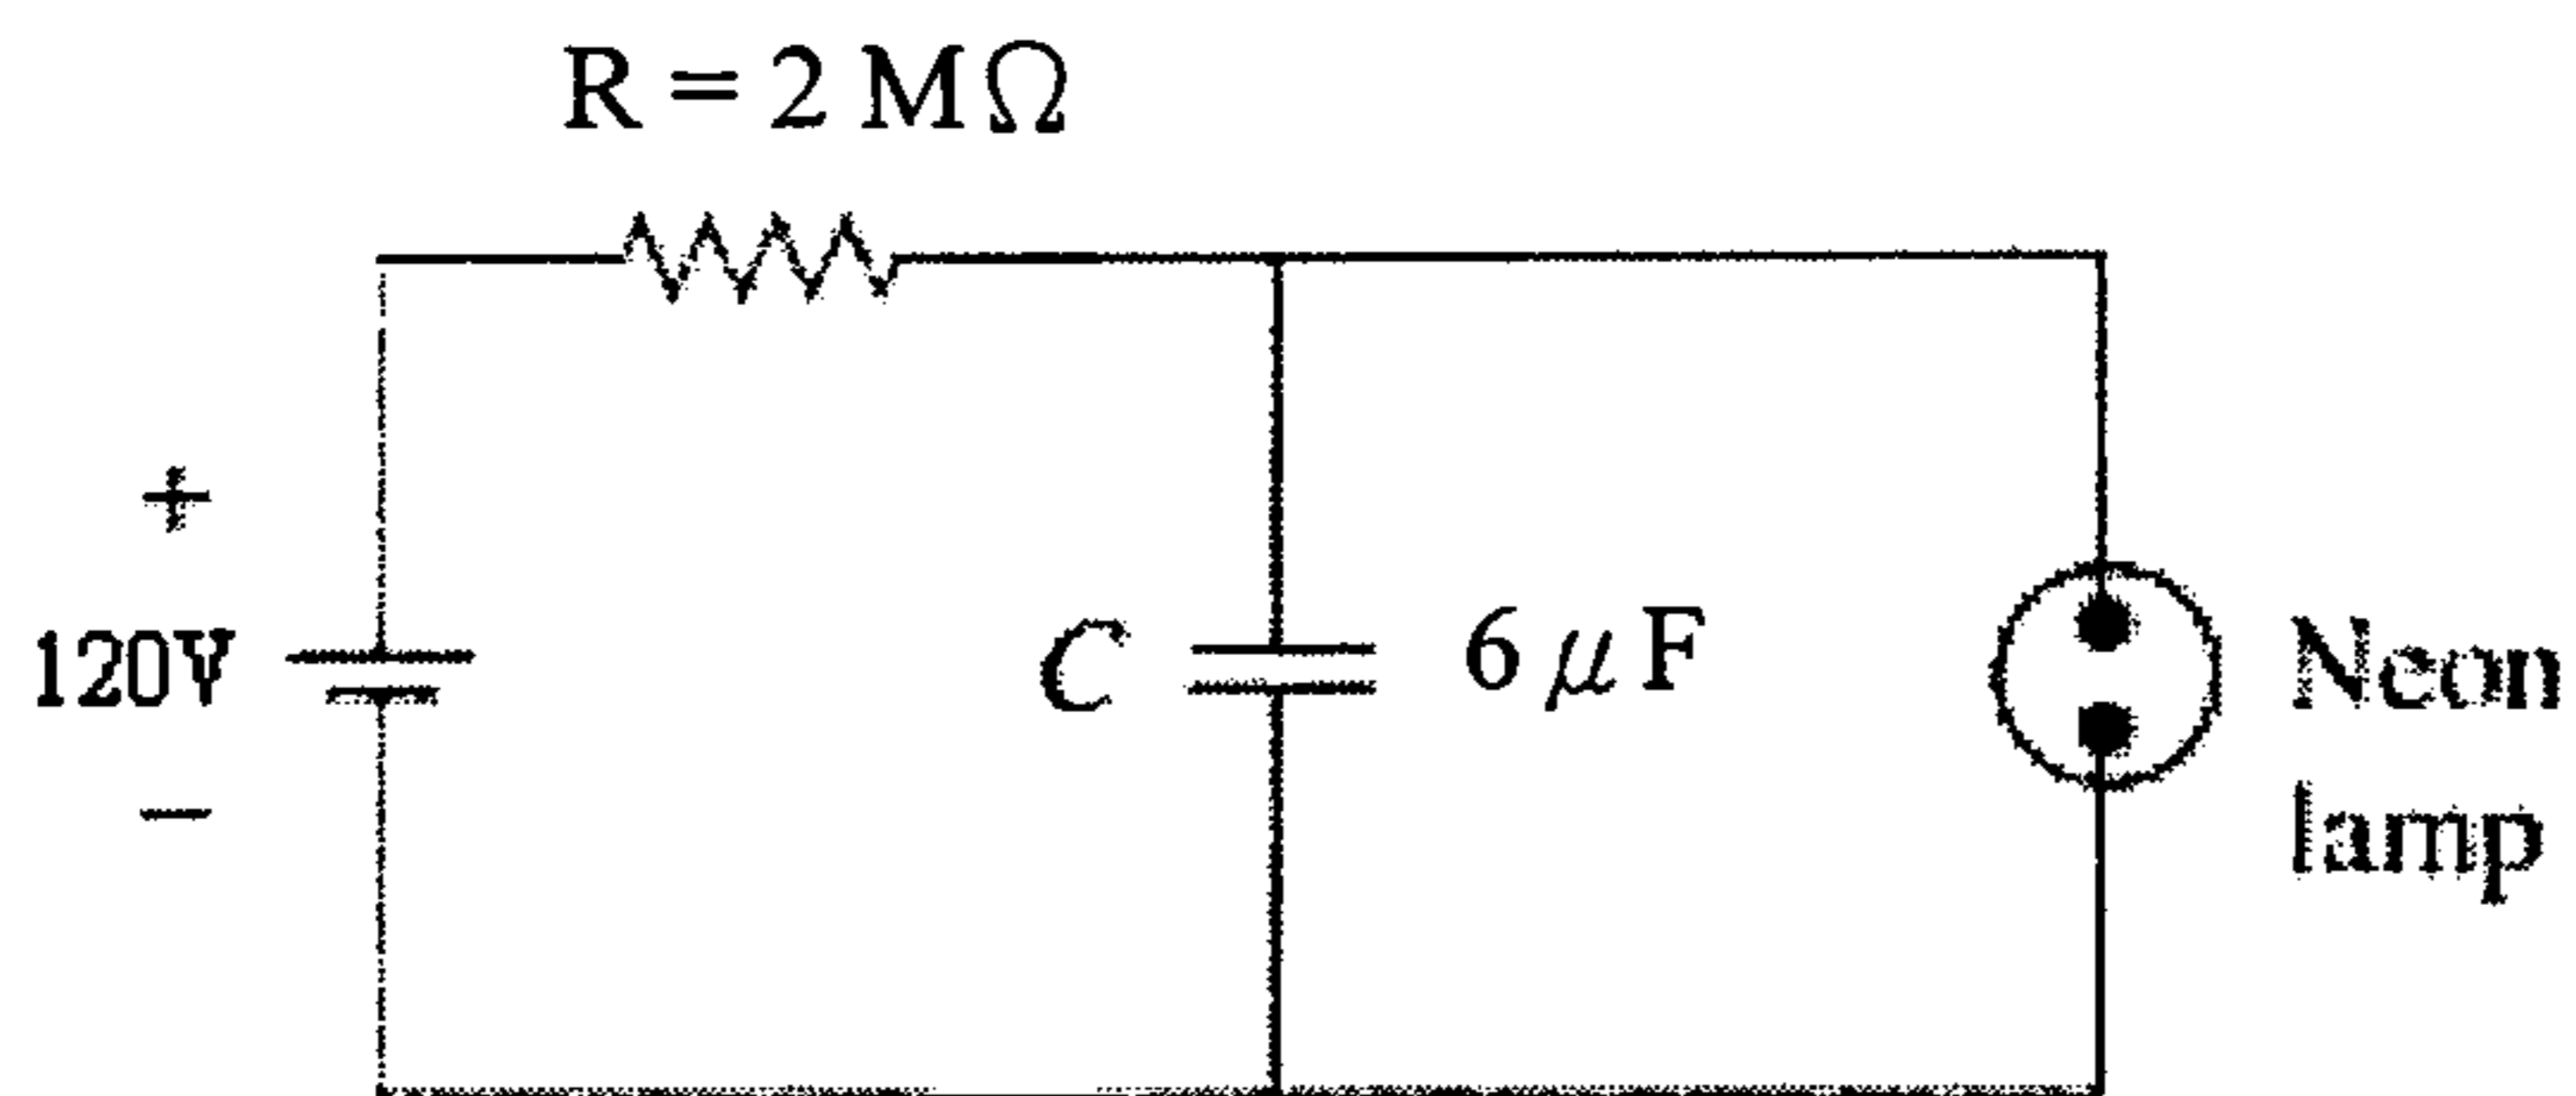 R = 2 MΩ
+
120V
−
C
6 μF
Neon
lamp